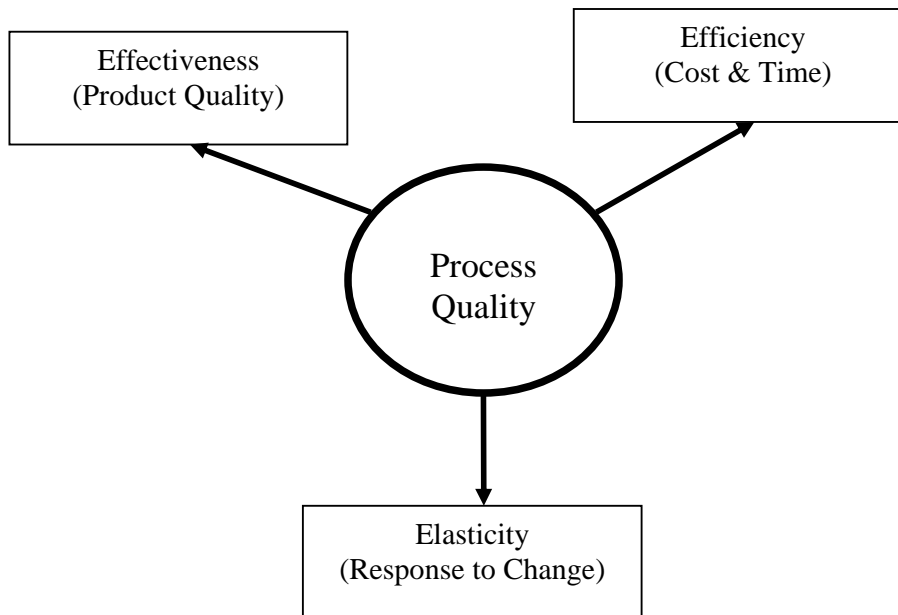 Effectiveness
(Product Quality)
Efficiency
(Cost & Time)
Process
Quality
Elasticity
(Response to Change)